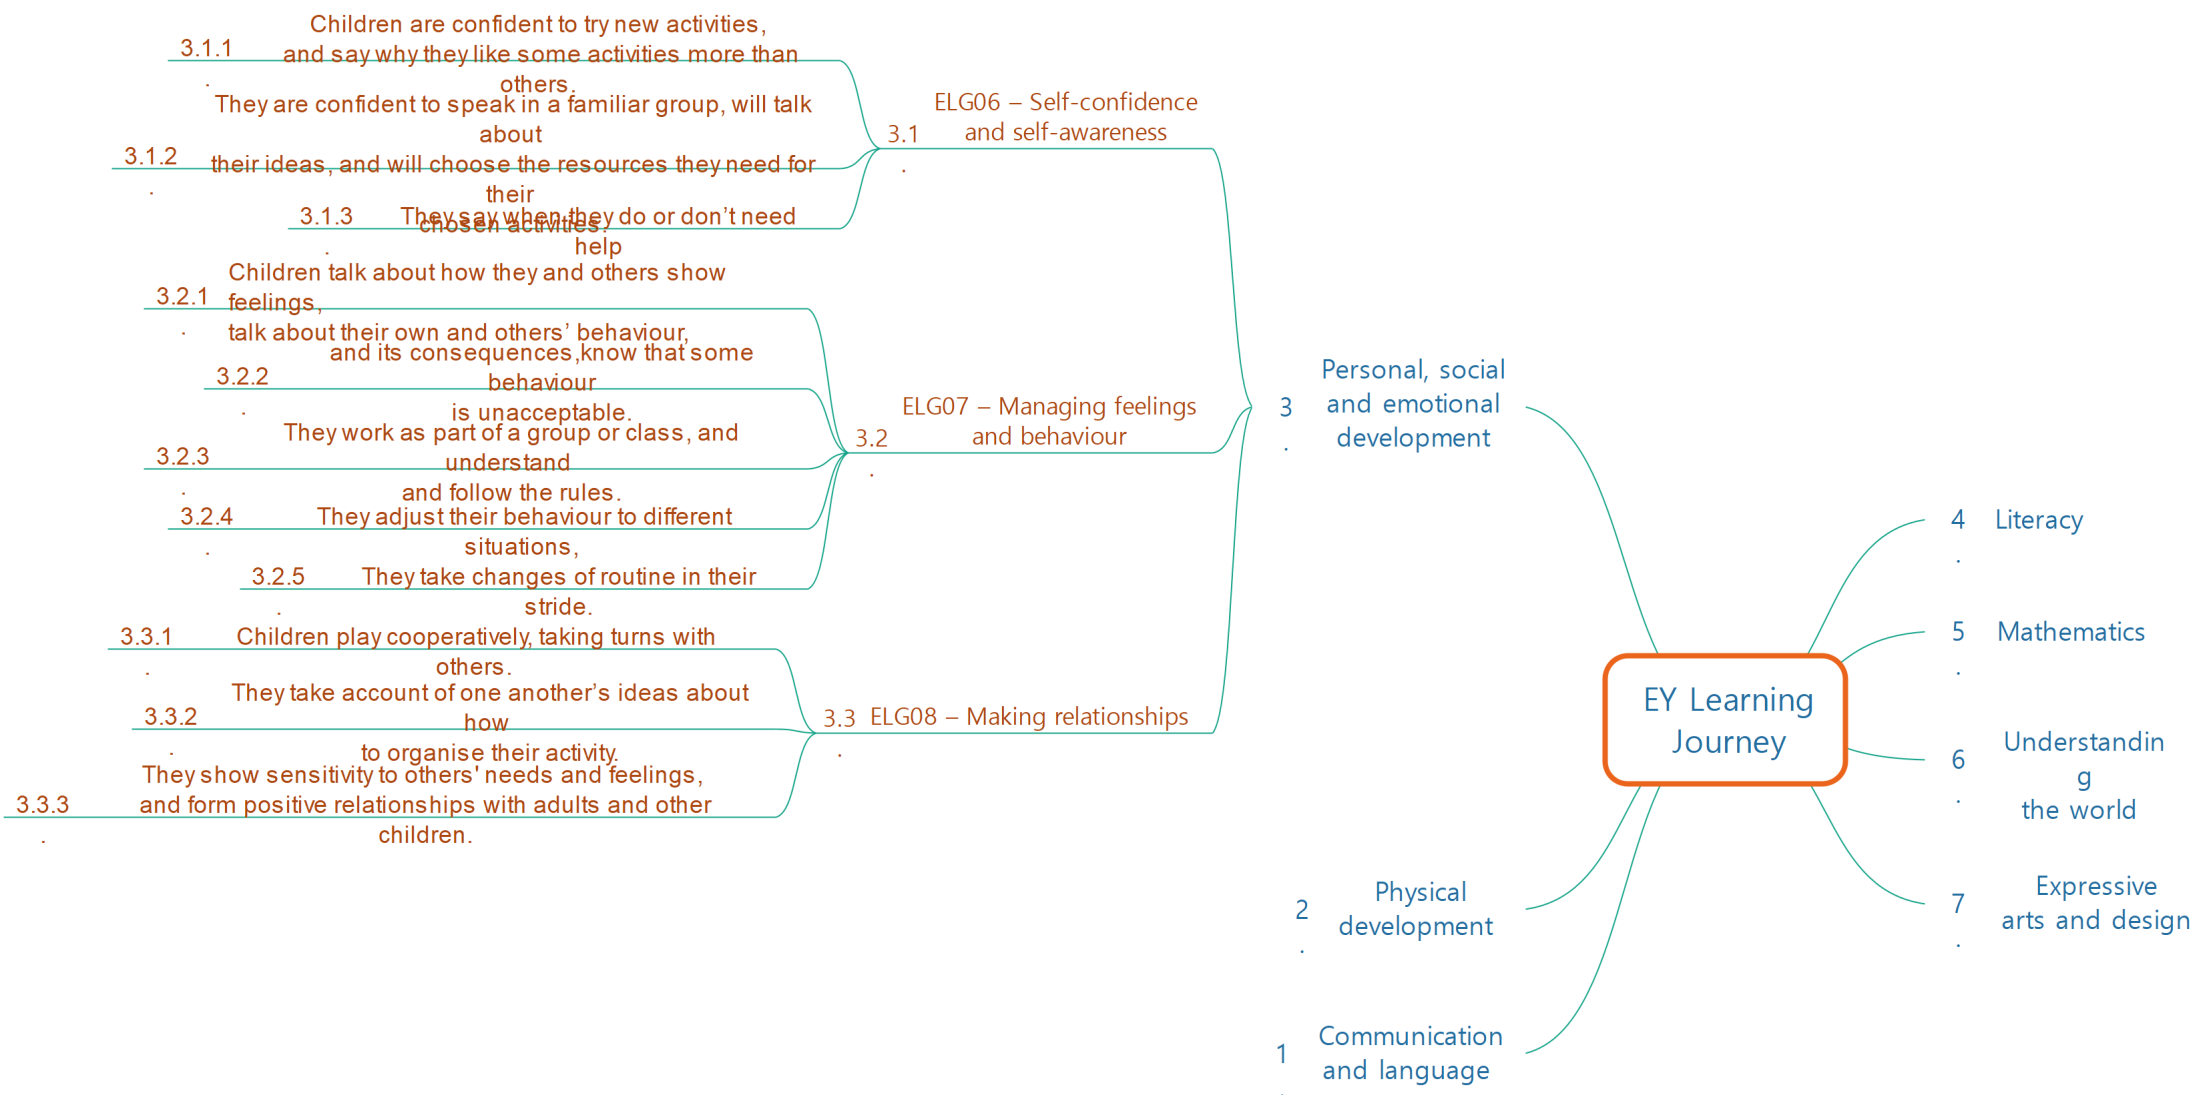 3.1.1.
Children are confident to try new activities,
and say why they like some activities more than
others.
3.1.2.
They are confident to speak in a familiar group, will talk
about
their ideas, and will choose the resources they need for
their
chosen activities.
3.1.3.
They say when they do or don’t need
help
3.1.
ELG06 – Self-confidence
and self-awareness
3.2.1.
Children talk about how they and others show
feelings,
talk about their own and others’ behaviour,
3.2.2.
and its consequences,know that some
behaviour
is unacceptable.
3.2.3.
They work as part of a group or class, and
understand
and follow the rules.
3.2.4.
They adjust their behaviour to different
situations,
3.2.5.
They take changes of routine in their
stride.
3.2.
ELG07 – Managing feelings
and behaviour
3.3.1.
Children play cooperatively, taking turns with
others.
3.3.2.
They take account of one another’s ideas about
how
to organise their activity.
3.3.3.
They show sensitivity to others' needs and feelings,
and form positive relationships with adults and other
children.
3.3.
ELG08 – Making relationships
3.
Personal, social
and emotional
development
2.
Physical
development
1.
Communication
and language
EY Learning
Journey
4.
Literacy
5.
Mathematics
6.
Understandin
g
the world
7.
Expressive
arts and design